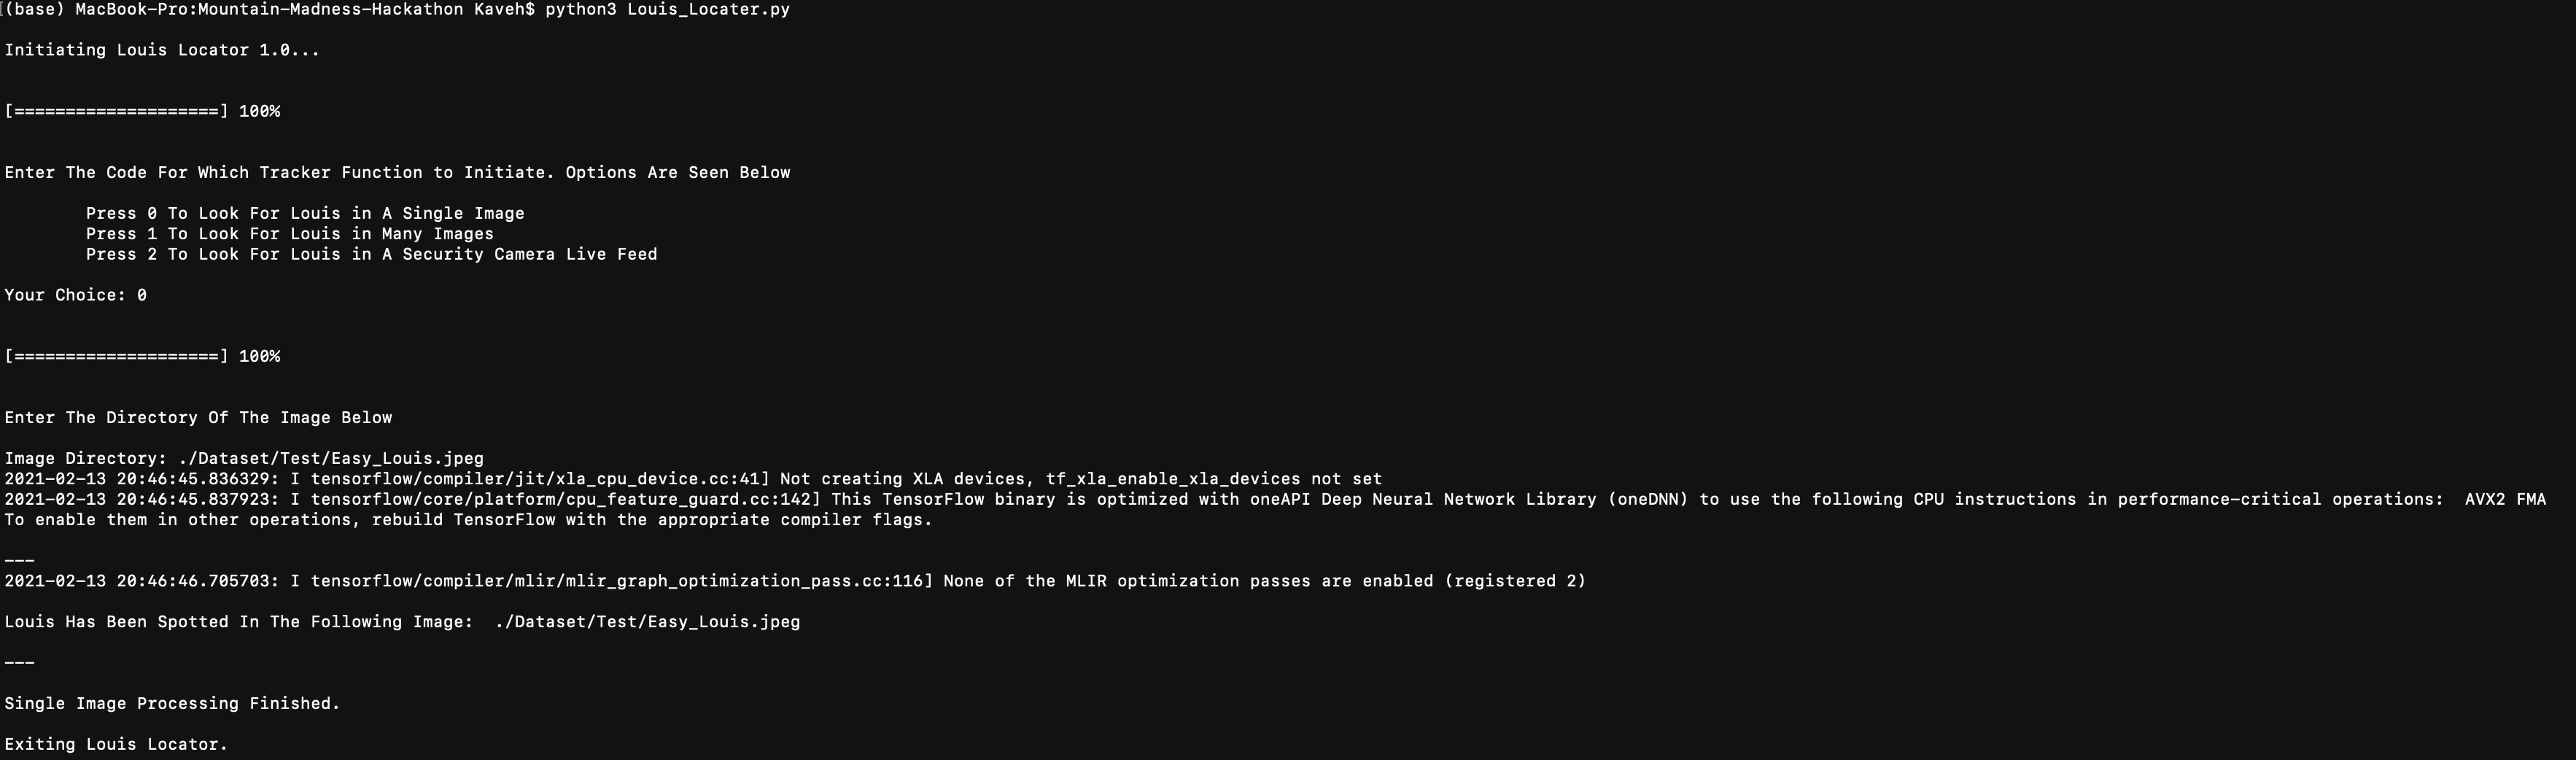 (base) MacBook-Pro:Mountain-Madness-Hackathon Kaveh$ python3 Louis_Locater.py
Initiating Louis Locator 1.0...
[====================] 100%
Enter The Code For Which Tracker Function to Initiate. Options Are Seen Below
Press 0 To Look For Louis in A Single Image
Press 1 To Look For Louis in Many Images
Press 2 To Look For Louis in A Security Camera Live Feed
Your Choice: 0
[====================] 100%
Enter The Directory Of The Image Below
Image Directory: ./Dataset/Test/Easy_Louis.jpeg
2021-02-13 20:46:45.836329: I tensorflow/compiler/jit/xla_cpu_device.cc:41] Not creating XLA devices, tf_xla_enable_xla_devices not set
2021-02-13 20:46:45.837923: I tensorflow/core/platform/cpu_feature_guard.cc:142] This TensorFlow binary is optimized with oneAPI Deep Neural Network Library (oneDNN) to use the following CPU instructions in performance-critical operations:  AVX2 FMA
To enable them in other operations, rebuild TensorFlow with the appropriate compiler flags.
---
2021-02-13 20:46:46.705703: I tensorflow/compiler/mlir/mlir_graph_optimization_pass.cc:116] None of the MLIR optimization passes are enabled (registered 2)
Louis Has Been Spotted In The Following Image:  ./Dataset/Test/Easy_Louis.jpeg
---
Single Image Processing Finished.
Exiting Louis Locator.